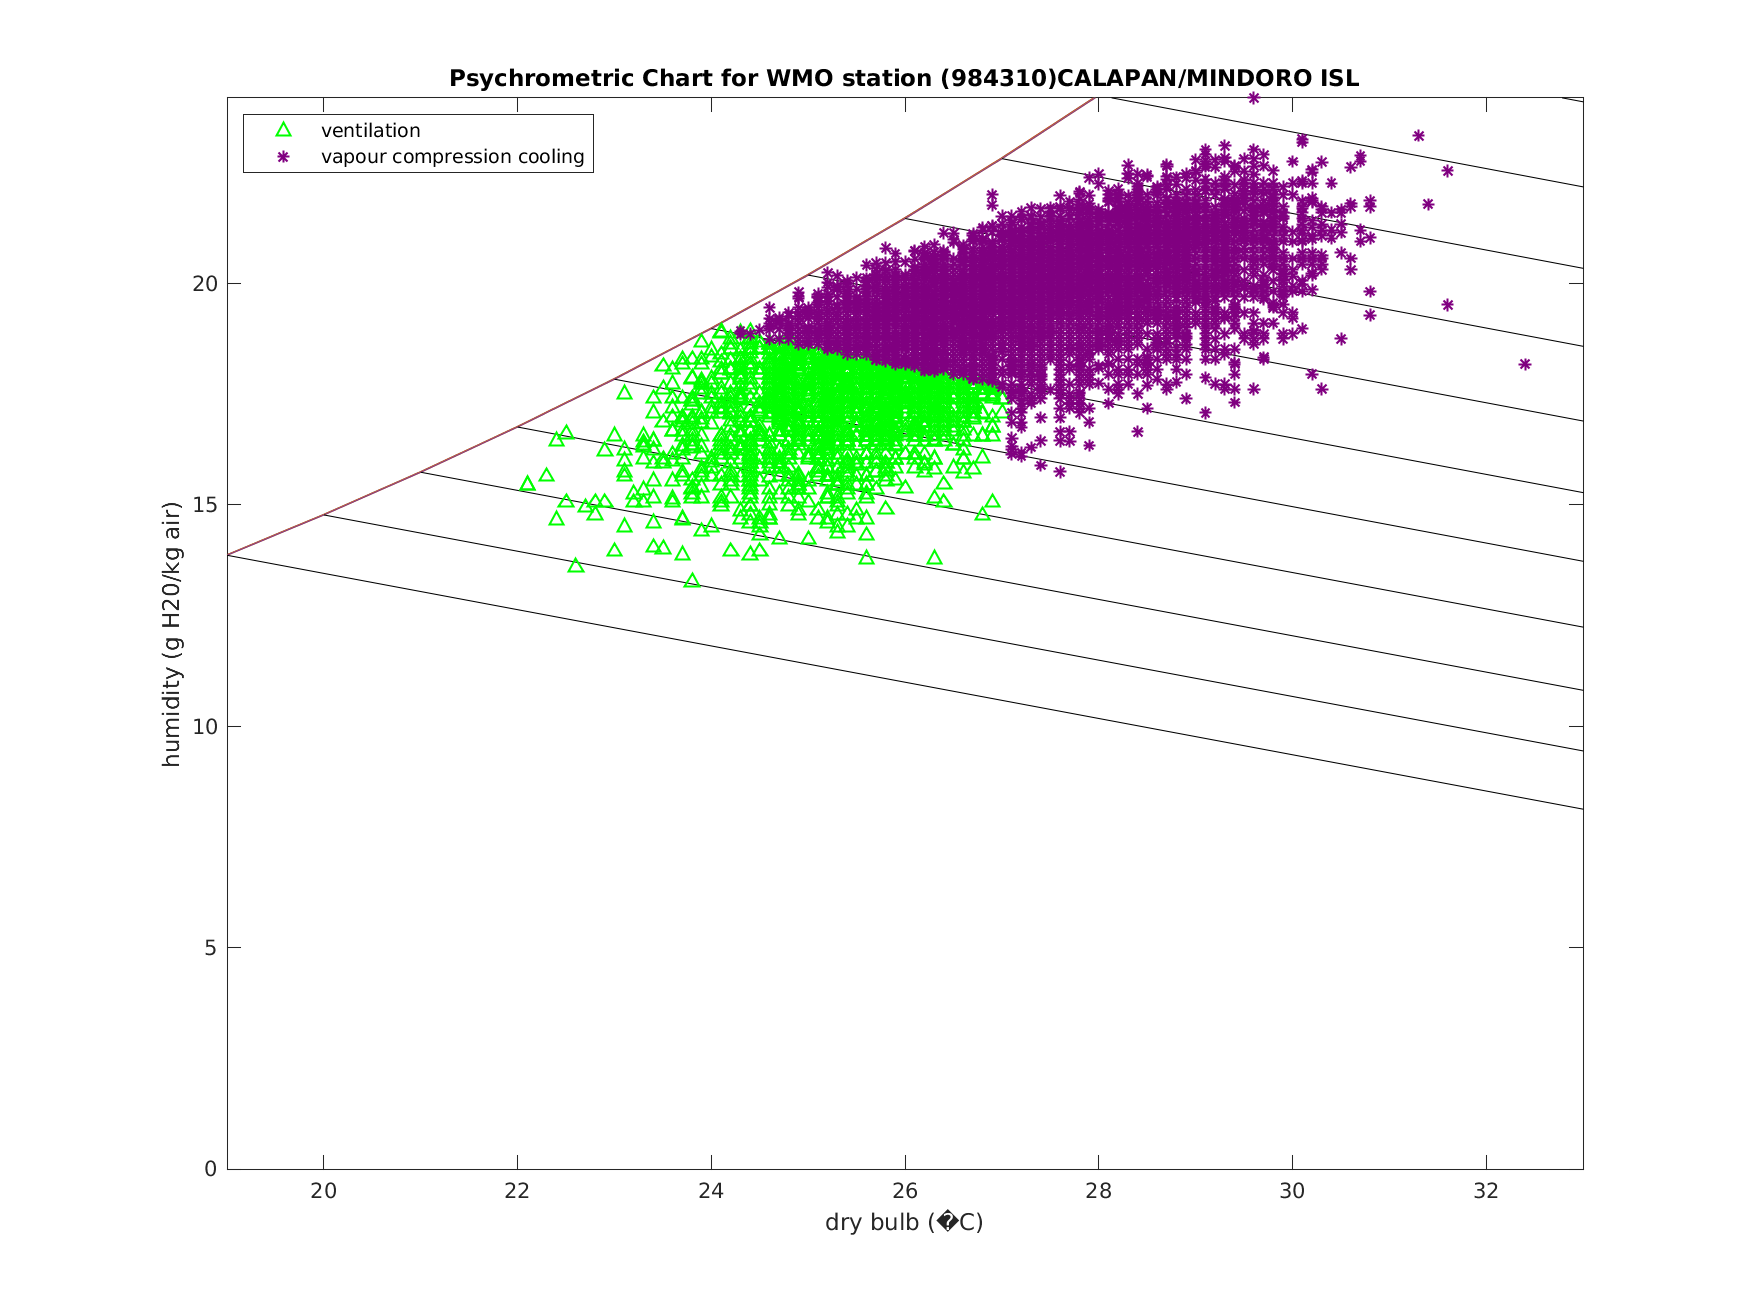 Psychrometric Chart for WMO station (984310)CALAPAN/MINDORO ISL
ventilation
vapour compression cooling
humidity (g H20/kg air)
20
15
10
5
0
20 22 24 26 28 30 32
dry bulb (�C)